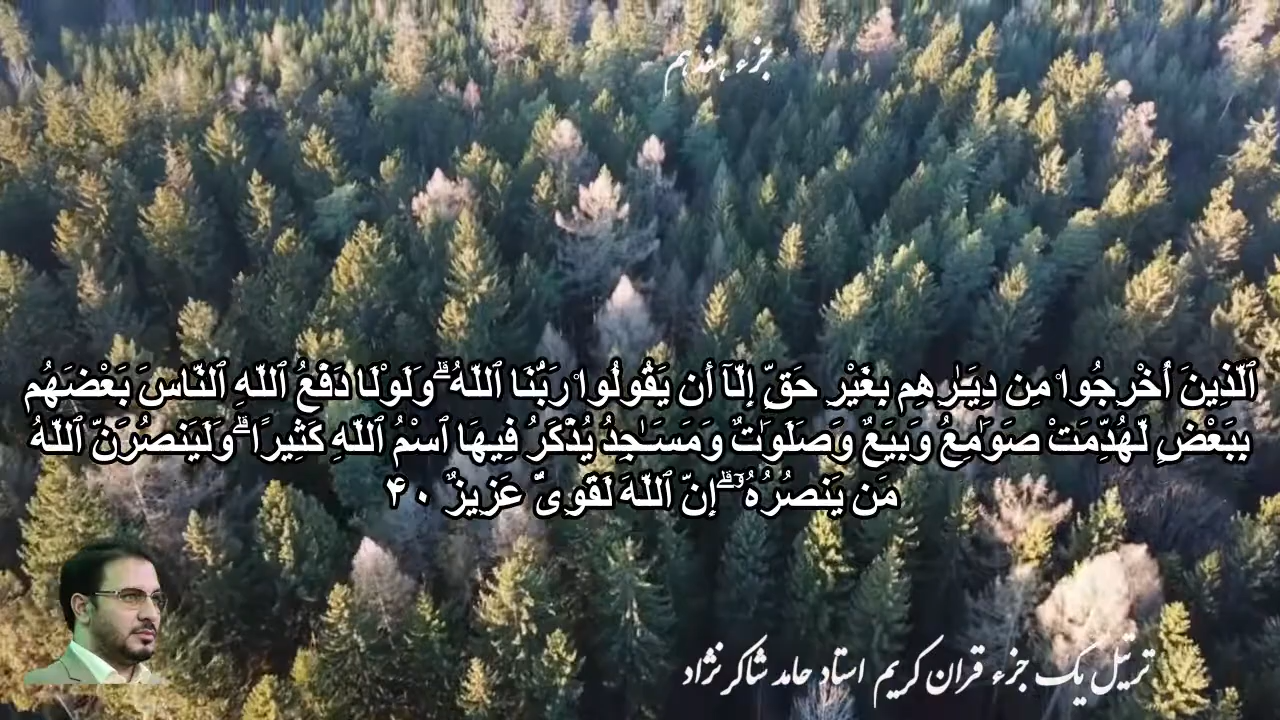 جزء هفدهم
ٱلَّذِينَ أُخْرِجُوا۟ مِن دِيَـٰرِهِم بِغَيْرِ حَقٍّ إِلَّآ أَن يَقُولُوا۟ رَبُّنَا ٱللَّهُ ۗ وَلَوْلَا دَفْعُ ٱللَّهِ ٱلنَّاسَ بَعْضَهُم
بِبَعْضٍ لَّهُدِّمَتْ صَوَٰمِعُ وَبِيَعٌ وَصَلَوَٰتٌ وَمَسَـٰجِدُ يُذْكَرُ فِيهَا ٱسْمُ ٱللَّهِ كَثِيرًا ۗ وَلَيَنصُرَنَّ ٱللَّهُ
مَن يَنصُرُهُۥٓ ۗ إِنَّ ٱللَّهَ لَقَوِىٌّ عَزِيزٌ ۴۰
ترتیل یک جزء قران کریم استاد حامد شاکرنژاد